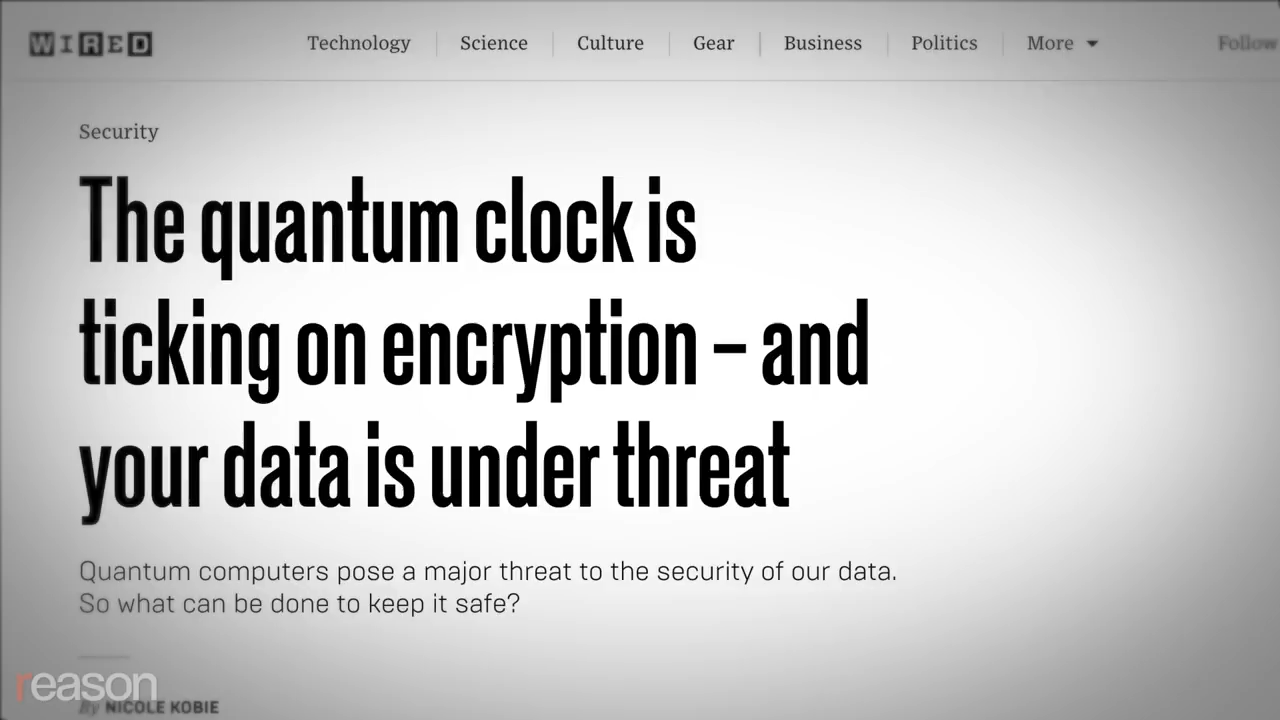 WIRED
Technology
Science
Culture
Gear
Business
Politics
More
Follow
Security
The quantum clock is
ticking on encryption – and
your data is under threat
Quantum computers pose a major threat to the security of our data.
So what can be done to keep it safe?
reason
By NICOLE KOBIE